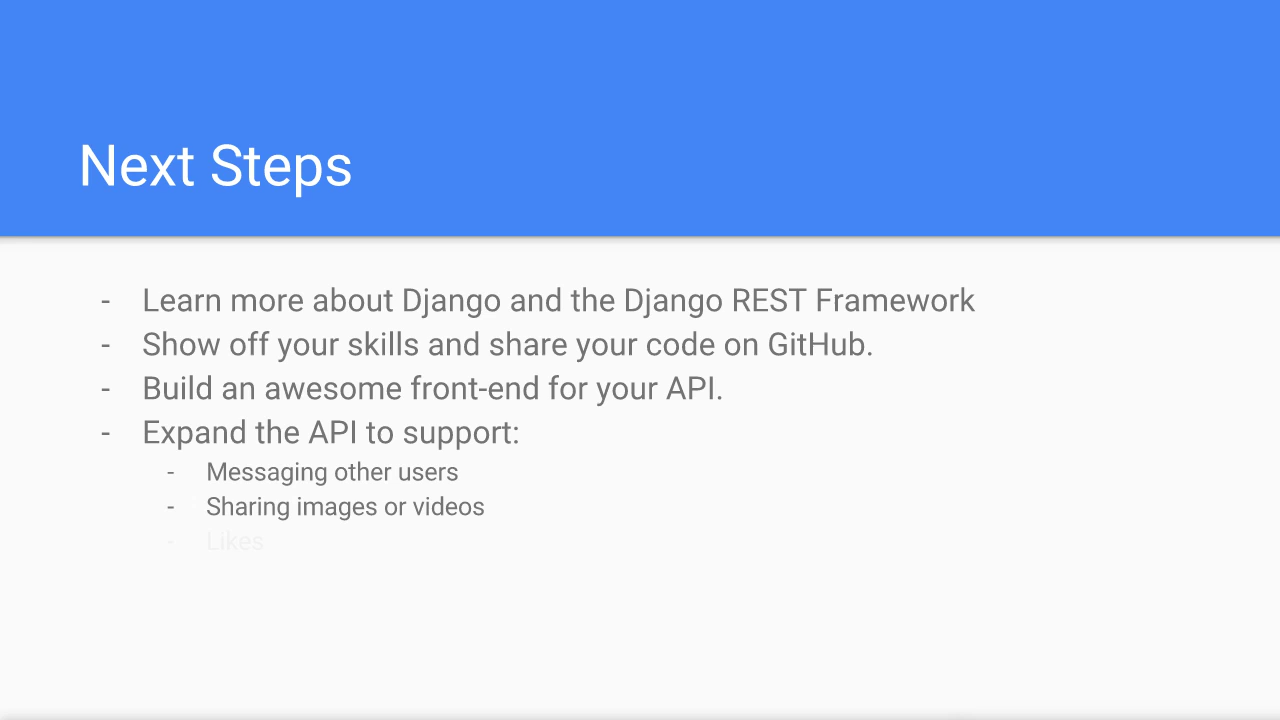 Next Steps
- Learn more about Django and the Django REST Framework
- Show off your skills and share your code on GitHub.
- Build an awesome front-end for your API.
- Expand the API to support:
- Messaging other users
- Sharing images or videos
- Likes